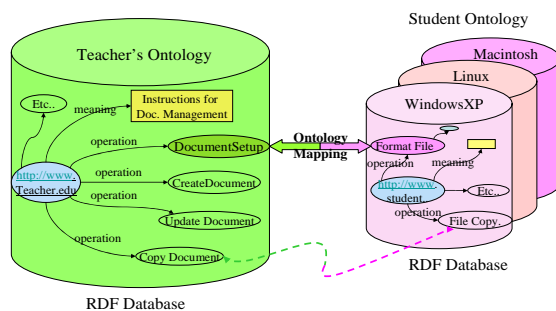 Student Ontology
Teacher's Ontology
Macintosh
Linux
WindowsXP
Etc..
meaning
Instructions for
Doc. Management
operation
DocumentSetup
Ontology
Mapping
Format File
operation
meaning
http://www.
Teacher.edu
operation
CreateDocument
operation
Update Document
http://www.
student.
Etc..
operation
File Copy.
operation
Copy Document
RDF Database
RDF Database